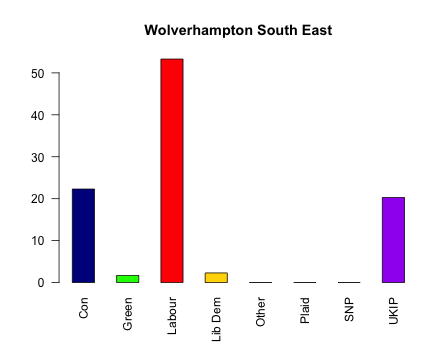 Wolverhampton South East
50
40
30
20
10
0
Con
Green
Labour
Lib Dem
Other
Plaid
SNP
UKIP